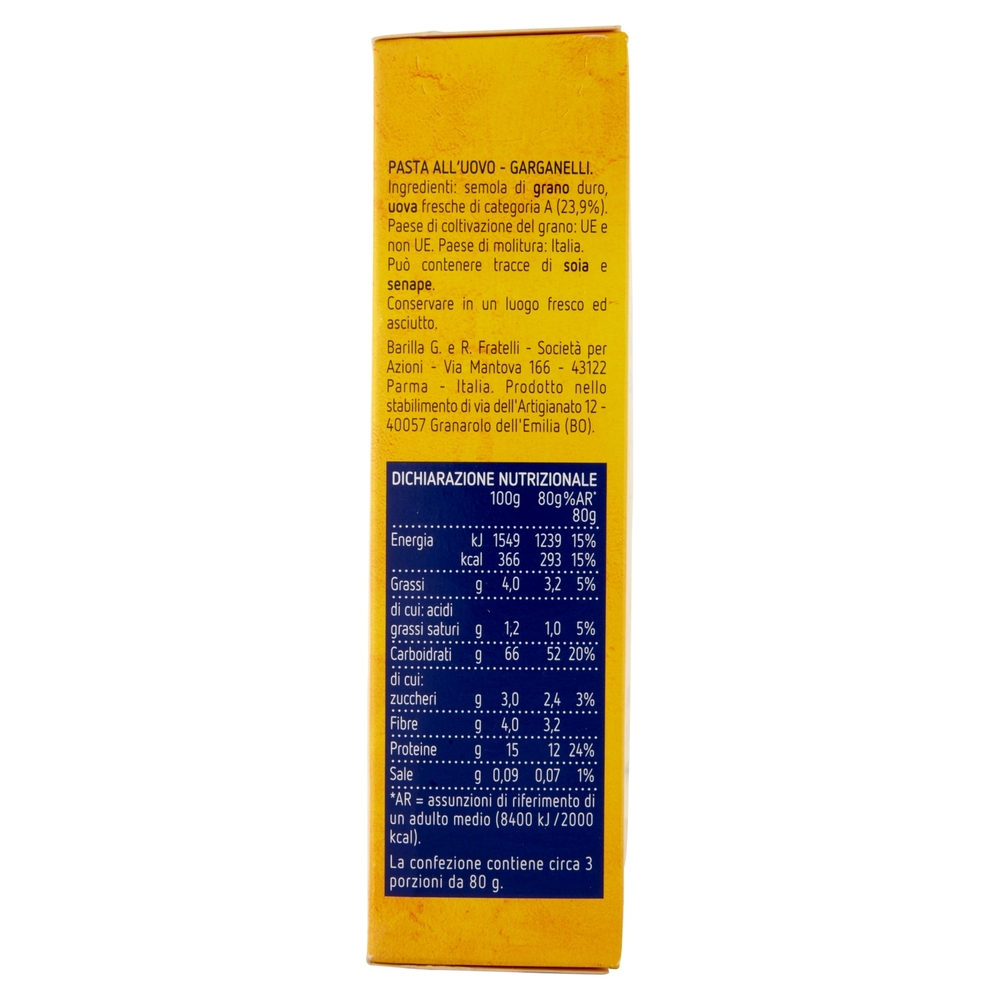 PASTA ALL'UOVO - GARGANELLI.
Ingredienti: semola di grano duro,
uova fresche di categoria A (23,9%).
Paese di coltivazione del grano: UE e
non UE. Paese di molitura: Italia.
Può contenere tracce di soia e
senape.
Conservare in un luogo fresco ed
asciutto.
Barilla G. e R. Fratelli - Società per
Azioni - Via Mantova 166 - 43122
Parma - Italia. Prodotto nello
stabilimento di via dell'Artigianato 12 -
40057 Granarolo dell'Emilia (BO).
DICHIARAZIONE NUTRIZIONALE
100g 80g %AR*
80g
Energia kJ 1549 1239 15%
kcal 366 293 15%
Grassi g 4,0 3,2 5%
di cui: acidi
grassi saturi g 1,2 1,0 5%
Carboidrati g 66 52 20%
di cui:
zuccheri g 3,0 2,4 3%
Fibre g 4,0 3,2
Proteine g 15 12 24%
Sale g 0,09 0,07 1%
*AR = assunzioni di riferimento di
un adulto medio (8400 kJ /2000
kcal).
La confezione contiene circa 3
porzioni da 80 g.